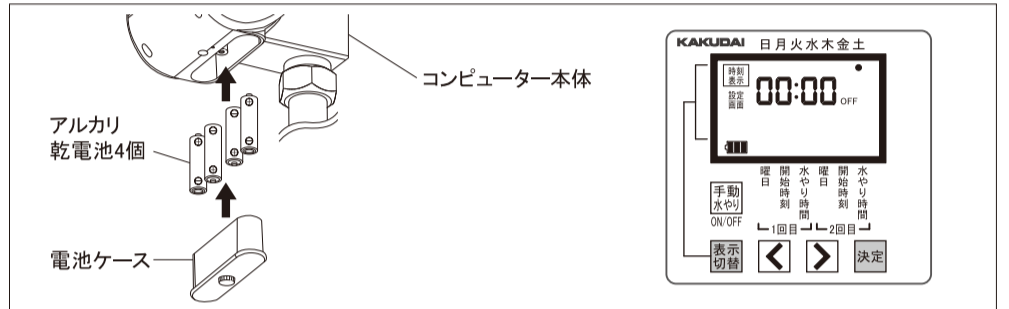 コンピューター本体
アルカリ
乾電池4個
電池ケース
KAKUDAI
日月火水木金土
時刻
表示
設定
画面
00:00
OFF
手動
水やり
ON/OFF
曜日
開始時刻
水やり時間
曜日
開始時刻
水やり時間
1回目
2回目
表示
切替
決定